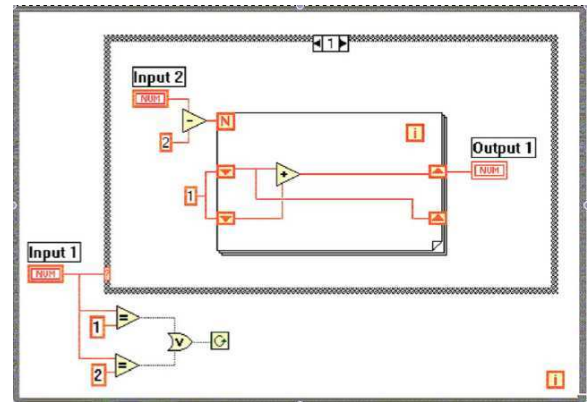 1
Input 2
NUM
-
2
N
i
Output 1
NUM
+
1
Input 1
NUM
=
1
V
=
2
i